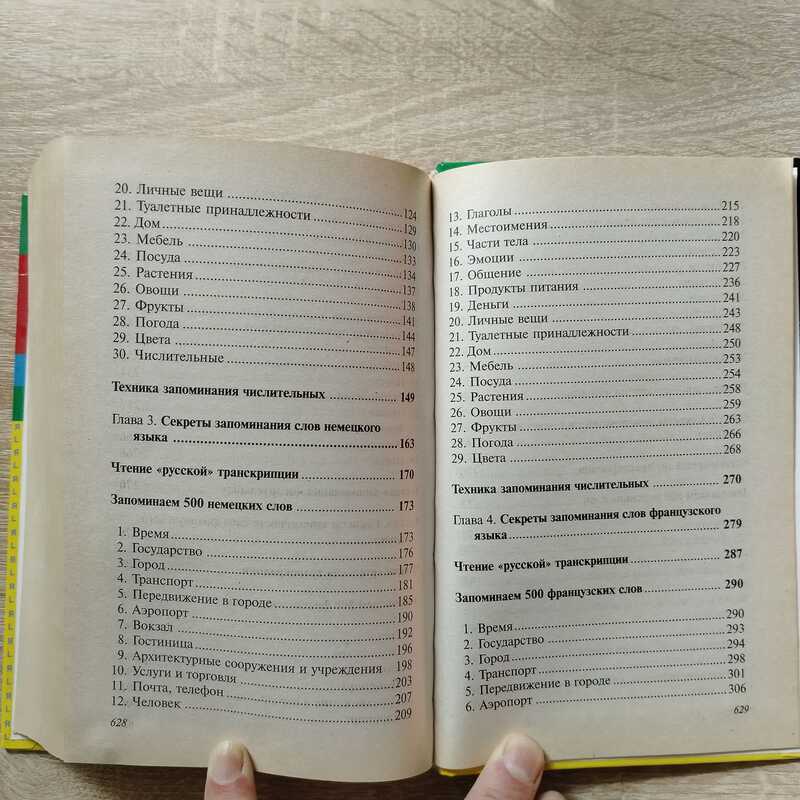 20. Личные вещи ........ 124
21. Туалетные принадлежности ........ 129
22. Дом ........ 130
23. Мебель ........ 133
24. Посуда ........ 134
25. Растения ........ 137
26. Овощи ........ 138
27. Фрукты ........ 141
28. Погода ........ 144
29. Цвета ........ 147
30. Числительные ........ 148
Техника запоминания числительных ........ 149
Глава 3. Секреты запоминания слов немецкого
языка ........ 163
Чтение «русской» транскрипции ........ 170
Запоминаем 500 немецких слов ........ 173
1. Время ........ 173
2. Государство ........ 176
3. Город ........ 177
4. Транспорт ........ 181
5. Передвижение в городе ........ 185
6. Аэропорт ........ 190
7. Вокзал ........ 192
8. Гостиница ........ 196
9. Архитектурные сооружения и учреждения 198
10. Услуги и торговля ........ 203
11. Почта, телефон ........ 207
12. Человек ........ 209
628
13. Глаголы ........ 215
14. Местоимения ........ 218
15. Части тела ........ 220
16. Эмоции ........ 223
17. Общение ........ 227
18. Продукты питания ........ 236
19. Деньги ........ 241
20. Личные вещи ........ 243
21. Туалетные принадлежности ........ 248
22. Дом ........ 250
23. Мебель ........ 253
24. Посуда ........ 254
25. Растения ........ 258
26. Овощи ........ 259
27. Фрукты ........ 263
28. Погода ........ 266
29. Цвета ........ 268
Техника запоминания числительных ........ 270
Глава 4. Секреты запоминания слов французского
языка ........ 279
Чтение «русской» транскрипции ........ 287
Запоминаем 500 французских слов ........ 290
1. Время ........ 290
2. Государство ........ 293
3. Город ........ 294
4. Транспорт ........ 298
5. Передвижение в городе ........ 301
6. Аэропорт ........ 306
629